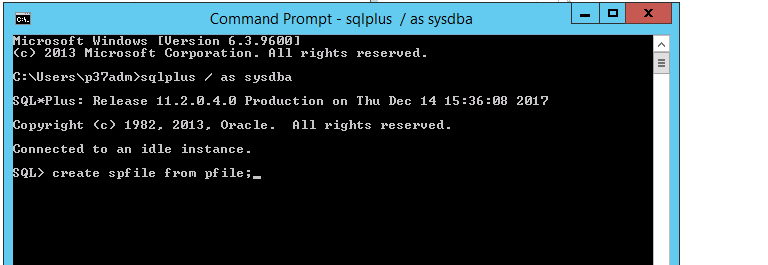 Command Prompt - sqlplus / as sysdba
Microsoft Windows [Version 6.3.9600]
(c) 2013 Microsoft Corporation. All rights reserved.
C:\Users\p37adm>sqlplus / as sysdba
SQL*Plus: Release 11.2.0.4.0 Production on Thu Dec 14 15:36:08 2017
Copyright (c) 1982, 2013, Oracle.  All rights reserved.
Connected to an idle instance.
SQL> create spfile from pfile;_